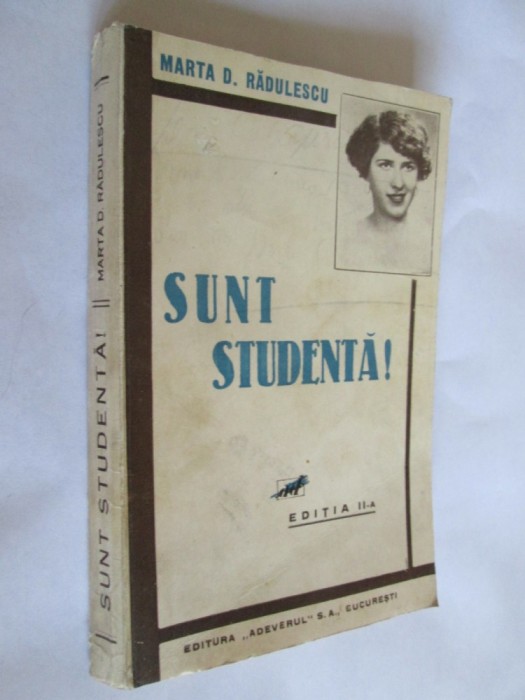 MARTA D. RĂDULESCU
SUNT
STUDENTĂ!
EDIȚIA II-A
EDITURA „ADEVERUL" S. A., BUCUREȘTI
SUNT STUDENTĂ! || MARTA D. RĂDULESCU